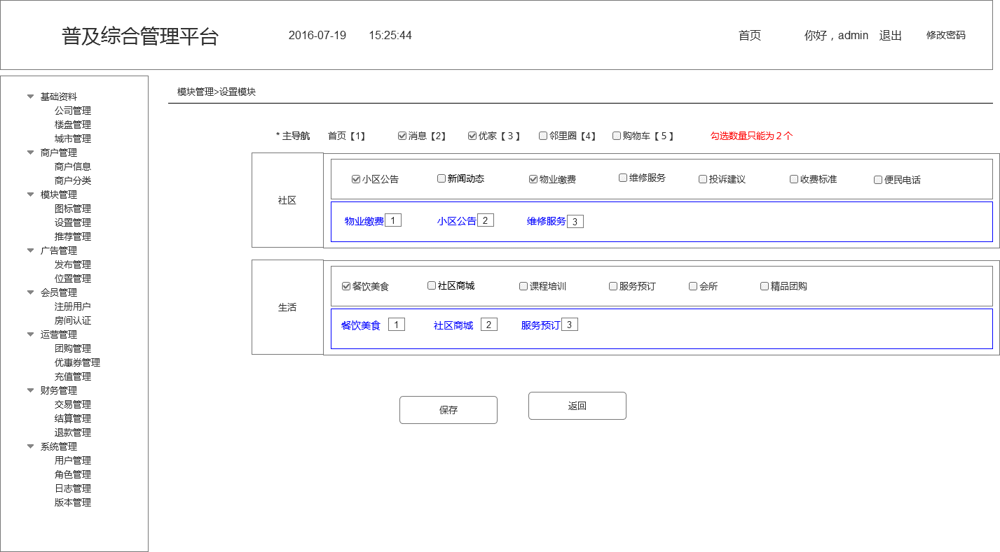 普及综合管理平台 2016-07-19 15:25:44 首页 你好，admin 退出 修改密码
基础资料
公司管理
楼盘管理
城市管理
商户管理
商户信息
商户分类
模块管理
图标管理
设置管理
推荐管理
广告管理
发布管理
位置管理
会员管理
注册用户
房间认证
运营管理
团购管理
优惠券管理
充值管理
财务管理
交易管理
结算管理
退款管理
系统管理
用户管理
角色管理
日志管理
版本管理
模块管理>设置模块
* 主导航 首页【1】 消息【2】 优家【 3 】 邻里圈【4】 购物车【 5 】 勾选数量只能为 2 个
社区
小区公告 新闻动态 物业缴费 维修服务 投诉建议 收费标准 便民电话
物业缴费 1 小区公告 2 维修服务 3
生活
餐饮美食 社区商城 课程培训 服务预订 会所 精品团购
餐饮美食 1 社区商城 2 服务预订 3
保存 返回